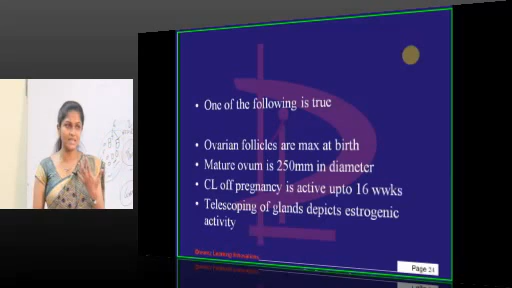 • One of the following is true
• Ovarian follicles are max at birth
• Mature ovum is 250mm in diameter
• CL off pregnancy is active upto 16 wwks
• Telescoping of glands depicts estrogenic
activity
Page 24